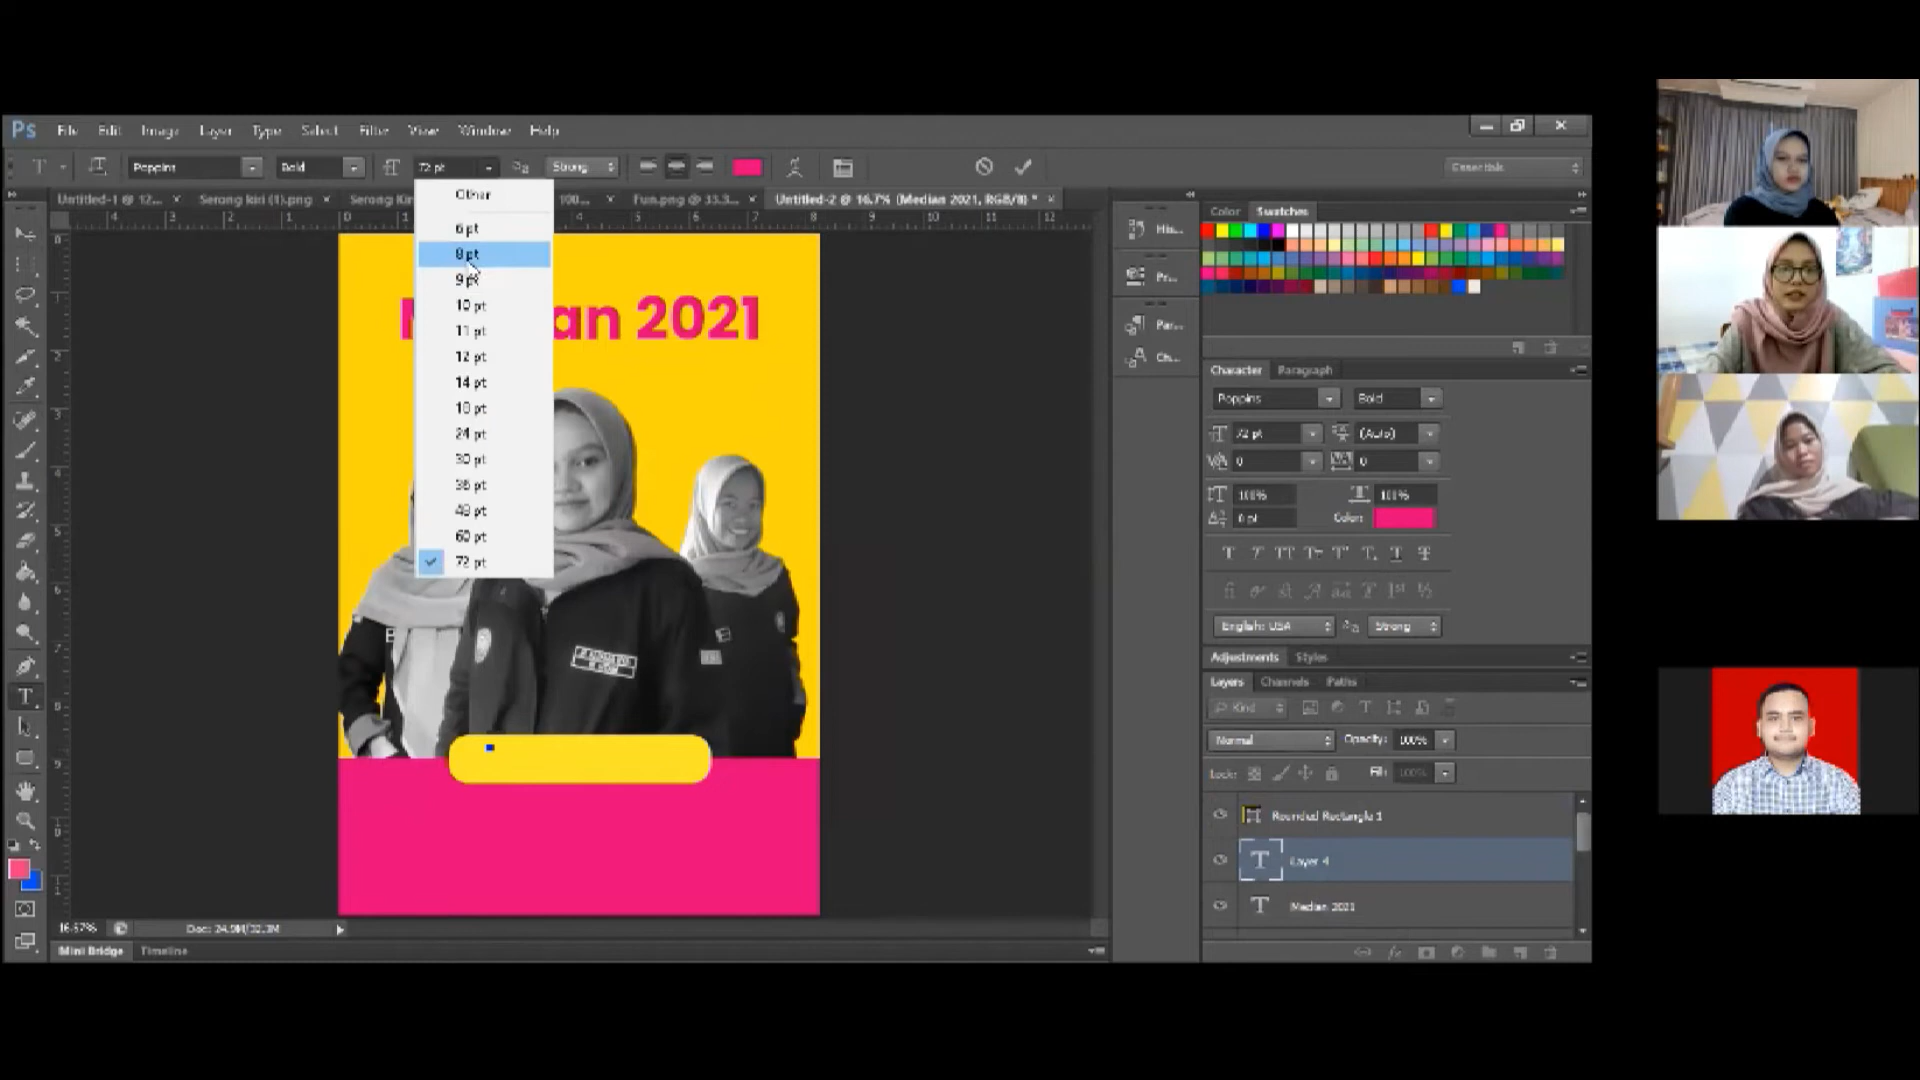 Ps File Edit Image Layer Type Select Filter View Window Help
T Poppins Bold 72 pt Strong Essentials
Untitled-1 @ 12... × Serong kiri (1).png × Serong Kir 100... × Fun.png @ 33.3... × Untitled-2 @ 16.7% (Median 2021, RGB/8) * ×
Other
6 pt
8 pt
9 pt
10 pt
11 pt
12 pt
14 pt
18 pt
24 pt
30 pt
36 pt
48 pt
60 pt
72 pt
an 2021
His...
Pr...
Par...
Ch...
Color Swatches
Character Paragraph
Poppins Bold
72 pt (Auto)
0 0
100% 100%
0 pt Color:
English: USA Strong
Adjustments Styles
Layers Channels Paths
Kind
Normal Opacity: 100%
Lock: Fill: 100%
Rounded Rectangle 1
Layer 4
Median 2021
16.67% Doc: 24.9M/32.3M
Mini Bridge Timeline